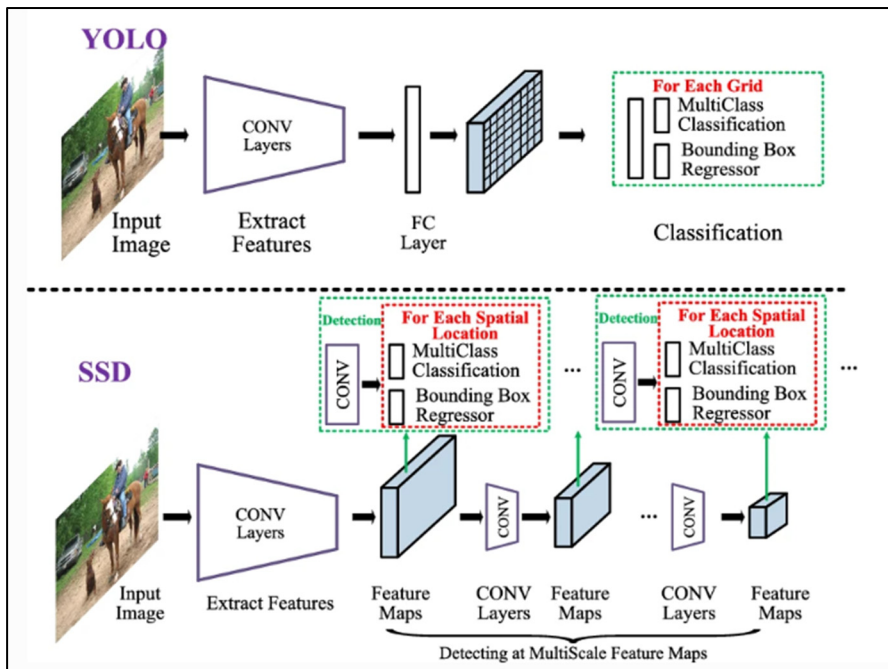 YOLO
CONV
Layers
Input
Image
Extract
Features
FC
Layer
For Each Grid
MultiClass
Classification
Bounding Box
Regressor
Classification
SSD
Detection
For Each Spatial
Location
CONV
MultiClass
Classification
Bounding Box
Regressor
...
Detection
For Each Spatial
Location
CONV
MultiClass
Classification
Bounding Box
Regressor
...
CONV
Layers
CONV
...
CONV
Input
Image
Extract Features
Feature
Maps
CONV
Layers
Feature
Maps
CONV
Layers
Feature
Maps
Detecting at MultiScale Feature Maps